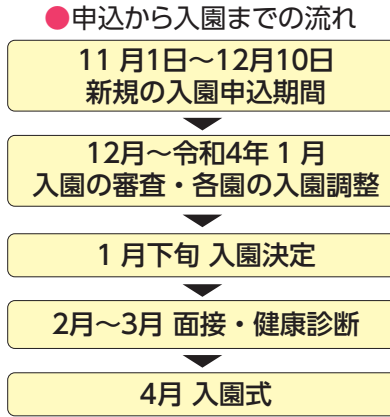 ●申込から入園までの流れ
11月1日〜12月10日
新規の入園申込期間
12月〜令和4年1月
入園の審査・各園の入園調整
1月下旬 入園決定
2月〜3月 面接・健康診断
4月 入園式